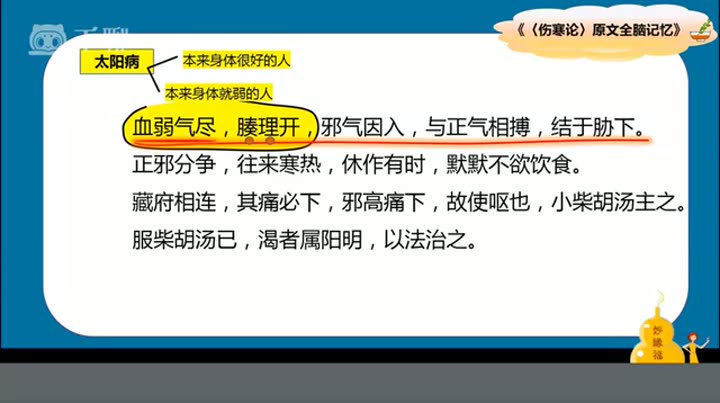 千聊
《〈伤寒论〉原文全脑记忆》
太阳病
本来身体很好的人
本来身体就弱的人
血弱气尽，腠理开，邪气因入，与正气相搏，结于胁下。
正邪分争，往来寒热，休作有时，默默不欲饮食。
藏府相连，其痛必下，邪高痛下，故使呕也，小柴胡汤主之。
服柴胡汤已，渴者属阳明，以法治之。
妙缘福